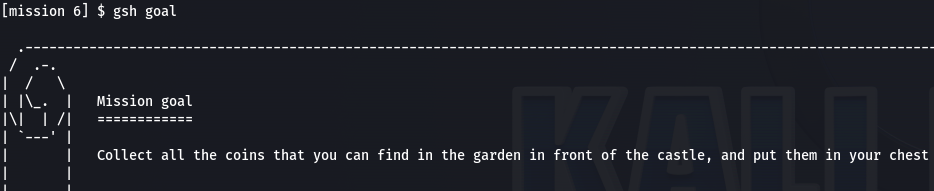 [mission 6] $ gsh goal
Mission goal
============
Collect all the coins that you can find in the garden in front of the castle, and put them in your chest
KALI